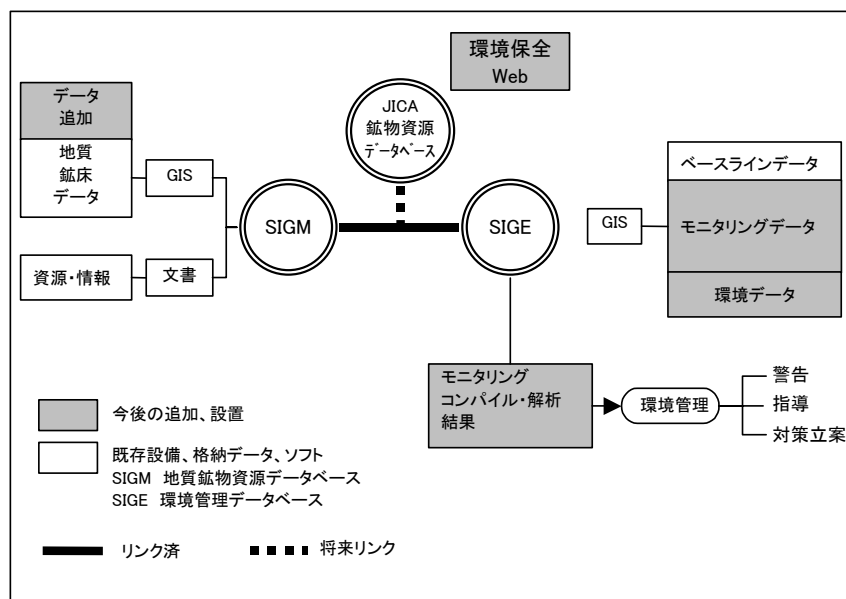 環境保全
Web
データ
追加
地質
鉱床
データ
GIS
資源・情報
文書
SIGM
JICA
鉱物資源
データベース
SIGE
GIS
ベースラインデータ
モニタリングデータ
環境データ
モニタリング
コンパイル・解析
結果
環境管理
警告
指導
対策立案
今後の追加、設置
既存設備、格納データ、ソフト
SIGM 地質鉱物資源データベース
SIGE 環境管理データベース
リンク済
将来リンク